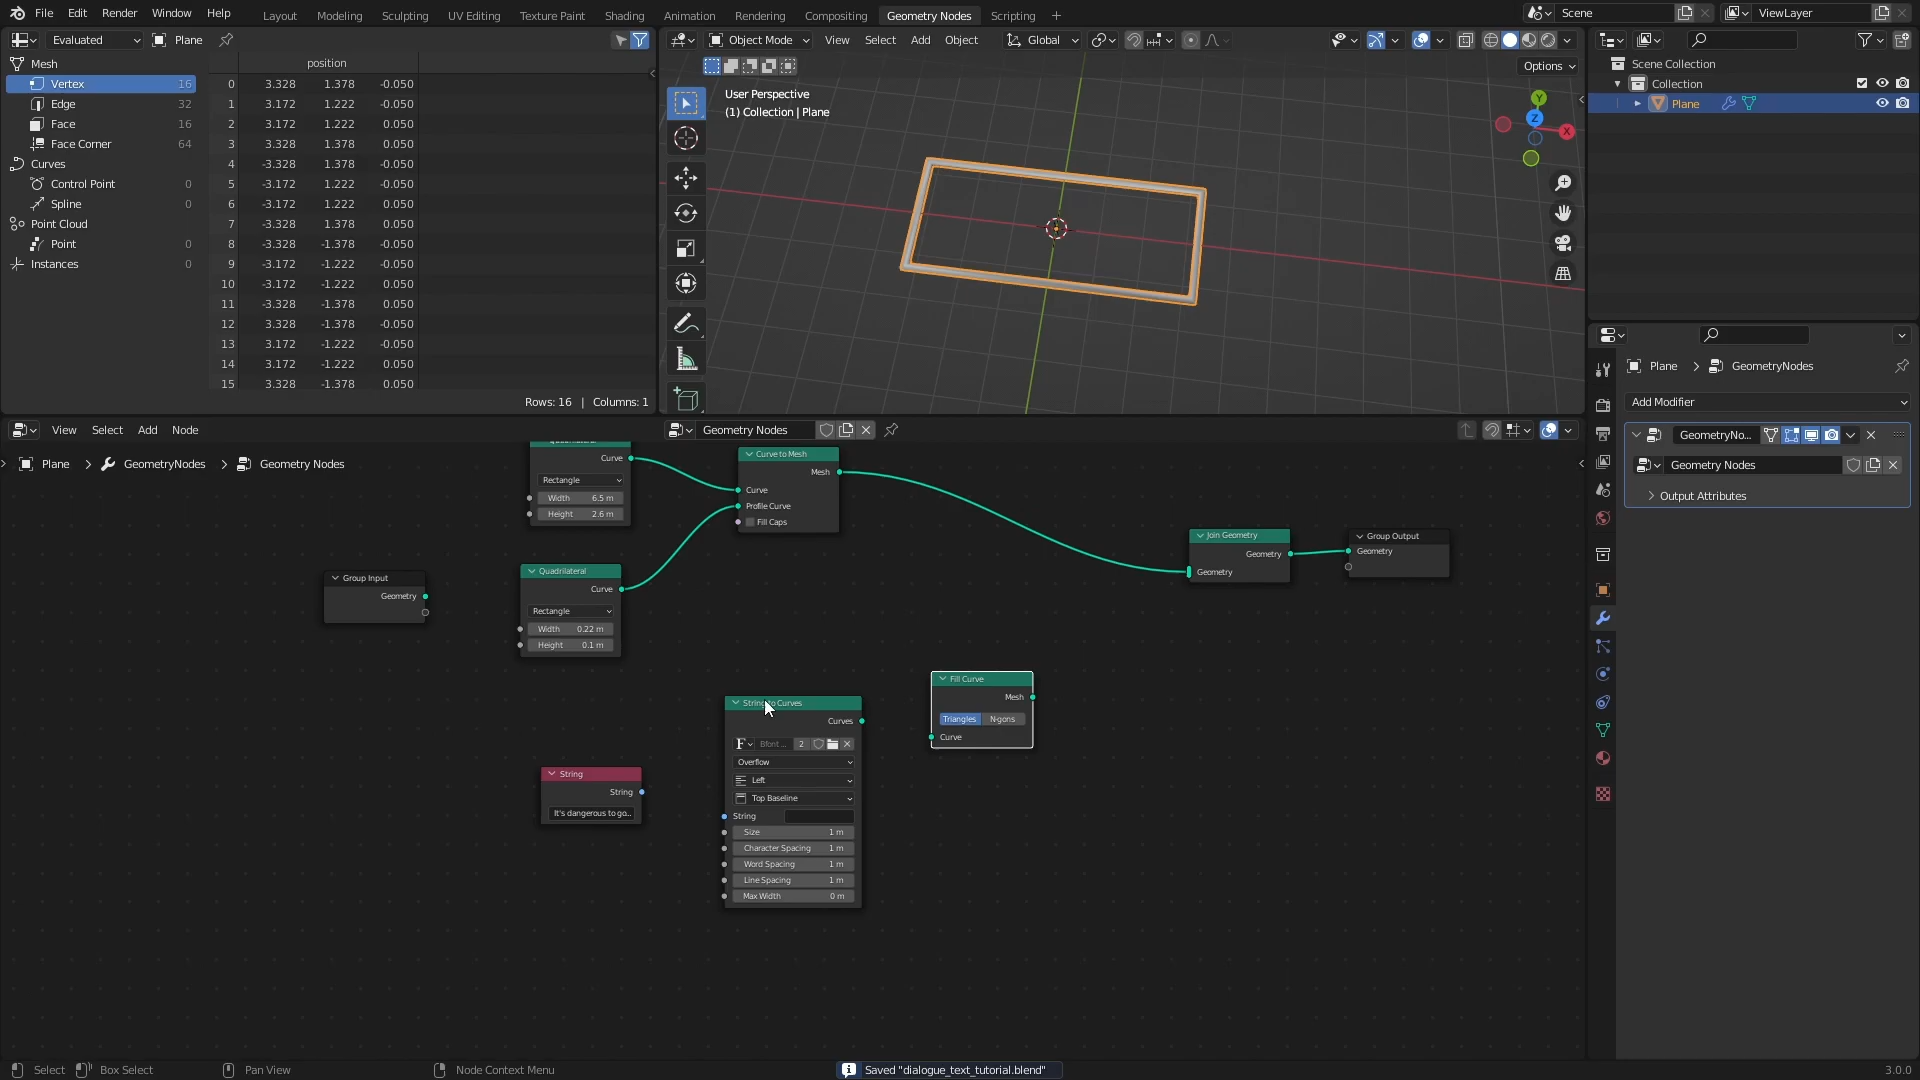 File Edit Render Window Help Layout Modeling Sculpting UV Editing Texture Paint Shading Animation Rendering Compositing Geometry Nodes Scripting + Scene ViewLayer
Evaluated Plane
Object Mode View Select Add Object Global
Options
Mesh
Vertex 16
Edge 32
Face 16
Face Corner 64
Curves
Control Point 0
Spline 0
Point Cloud
Point 0
Instances 0
position
0 3.328 1.378 -0.050
1 3.172 1.222 -0.050
2 3.172 1.222 0.050
3 3.328 1.378 0.050
4 -3.328 1.378 0.050
5 -3.172 1.222 0.050
6 -3.172 1.222 -0.050
7 -3.328 1.378 -0.050
8 -3.328 -1.378 -0.050
9 -3.172 -1.222 -0.050
10 -3.172 -1.222 0.050
11 -3.328 -1.378 0.050
12 3.328 -1.378 0.050
13 3.172 -1.222 0.050
14 3.172 -1.222 -0.050
15 3.328 -1.378 -0.050
Rows: 16 | Columns: 1
User Perspective
(1) Collection | Plane
Y
Z
X
Scene Collection
Collection
Plane
Plane > GeometryNodes
Add Modifier
GeometryNo...
Geometry Nodes
Output Attributes
View Select Add Node Geometry Nodes
Plane > GeometryNodes > Geometry Nodes
Curve
Rectangle
Width 6.5 m
Height 2.6 m
Curve to Mesh
Mesh
Curve
Profile Curve
Fill Caps
Group Input
Geometry
Quadrilateral
Curve
Rectangle
Width 0.22 m
Height 0.1 m
Join Geometry
Geometry
Geometry
Group Output
Geometry
Fill Curve
Mesh
Triangles N-gons
Curve
String
String
It's dangerous to go..
String to Curves
Curves
F Bfont ... 2
Overflow
Left
Top Baseline
String
Size 1 m
Character Spacing 1 m
Word Spacing 1 m
Line Spacing 1 m
Max Width 0 m
Select Box Select Pan View Node Context Menu Saved "dialogue_text_tutorial.blend" 3.0.0